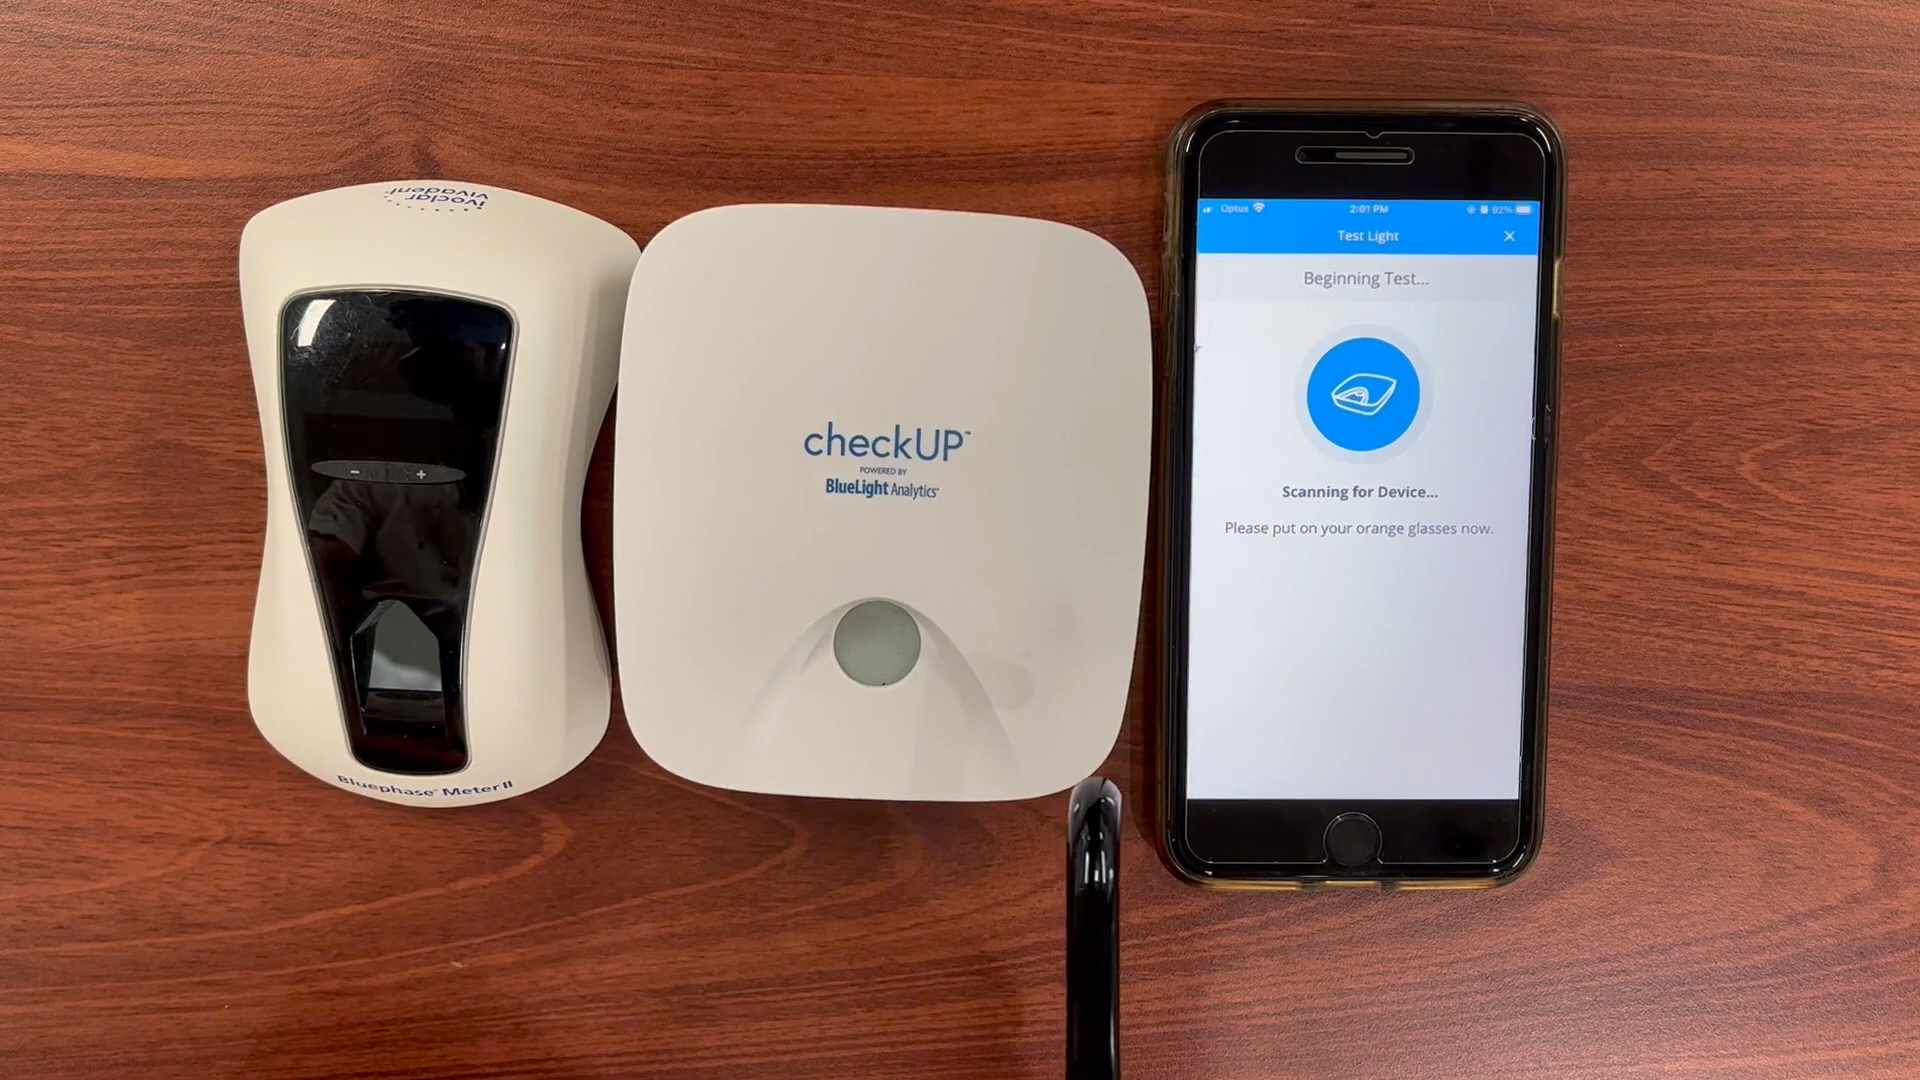 ivoclar
vivadent
- +
Bluephase® Meter II
checkUP™
POWERED BY
BlueLight Analytics®
Optus
2:01 PM
92%
Test Light
Beginning Test...
Scanning for Device...
Please put on your orange glasses now.